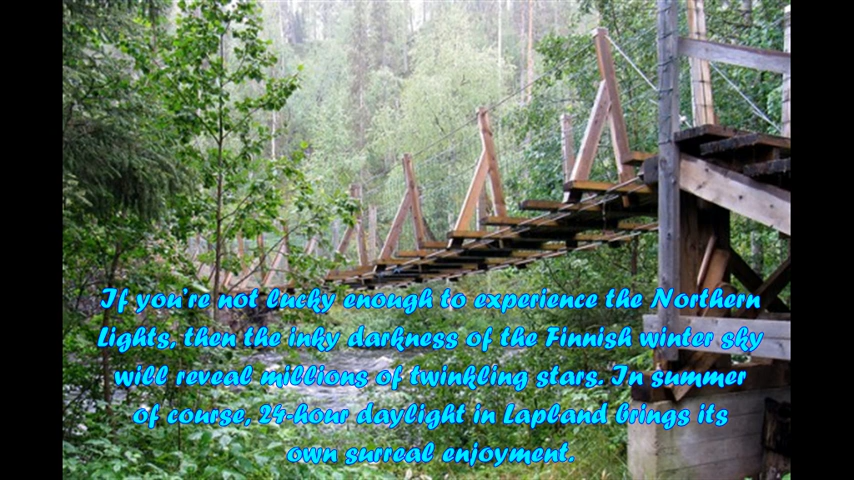 If you're not lucky enough to experience the Northern
Lights, then the inky darkness of the Finnish winter sky
will reveal millions of twinkling stars. In summer
of course, 24-hour daylight in Lapland brings its
own surreal enjoyment.